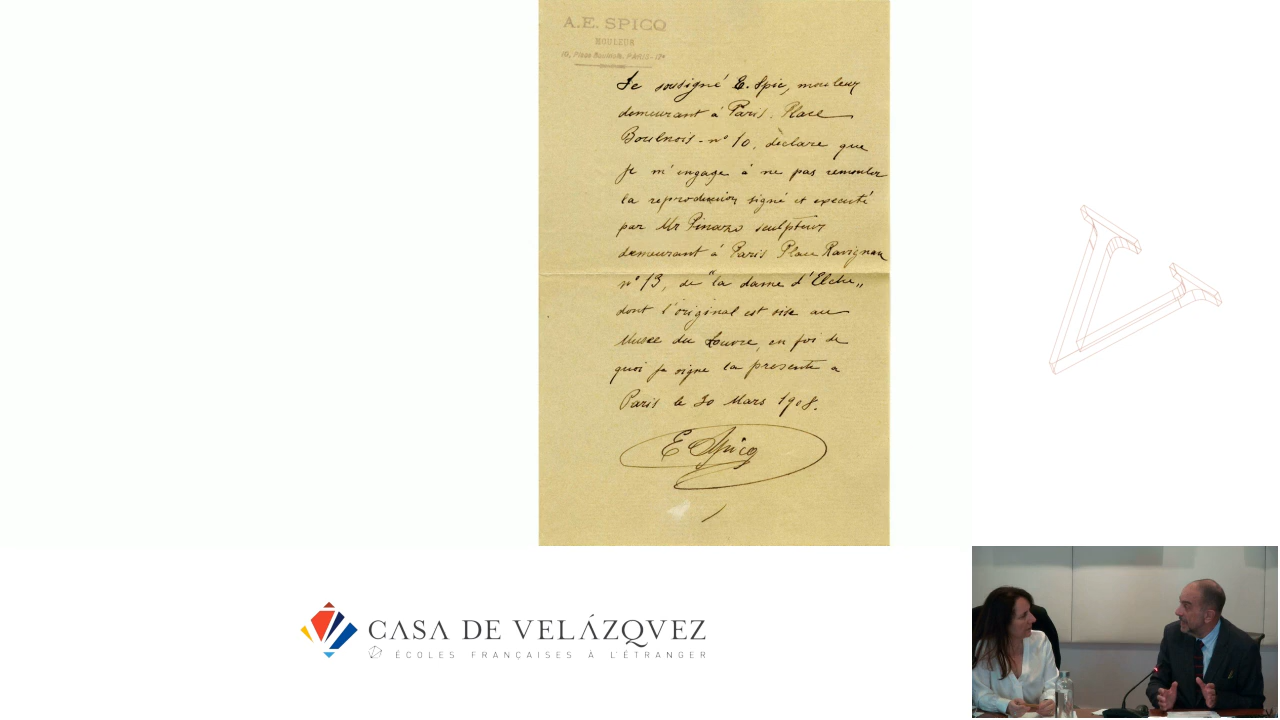 A.E. SPICQ
MOULEUR
10, Place Boulnois, PARIS-17e
Je sousigné E. Spic, mouleur
demeurant à Paris. Place
Boulnois - n° 10, déclare que
je m'engage à ne pas remouler
la reproduction signé et executé
par Mr Pinazo sculpteur
demeurant à Paris Place Ravignan
n° 13, de "la dame d'Elche„
dont l'original est site au
Musée du Louvre, en foi de
quoi je signe la presente a
Paris le 30 Mars 1908.
E Spicq
CASA DE VELÁZQVEZ
ÉCOLES FRANÇAISES À L'ÉTRANGER